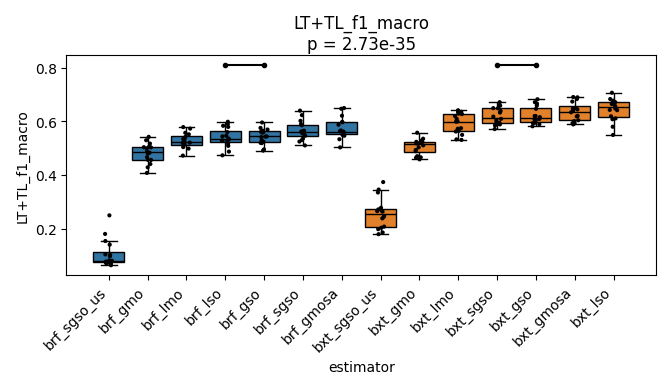 LT+TL_f1_macro
p = 2.73e-35
LT+TL_f1_macro
0.8
0.6
0.4
0.2
brf_sgso_us
brf_gmo
brf_lmo
brf_lso
brf_gso
brf_sgso
brf_gmosa
bxt_sgso_us
bxt_gmo
bxt_lmo
bxt_sgso
bxt_gso
bxt_gmosa
bxt_lso
estimator